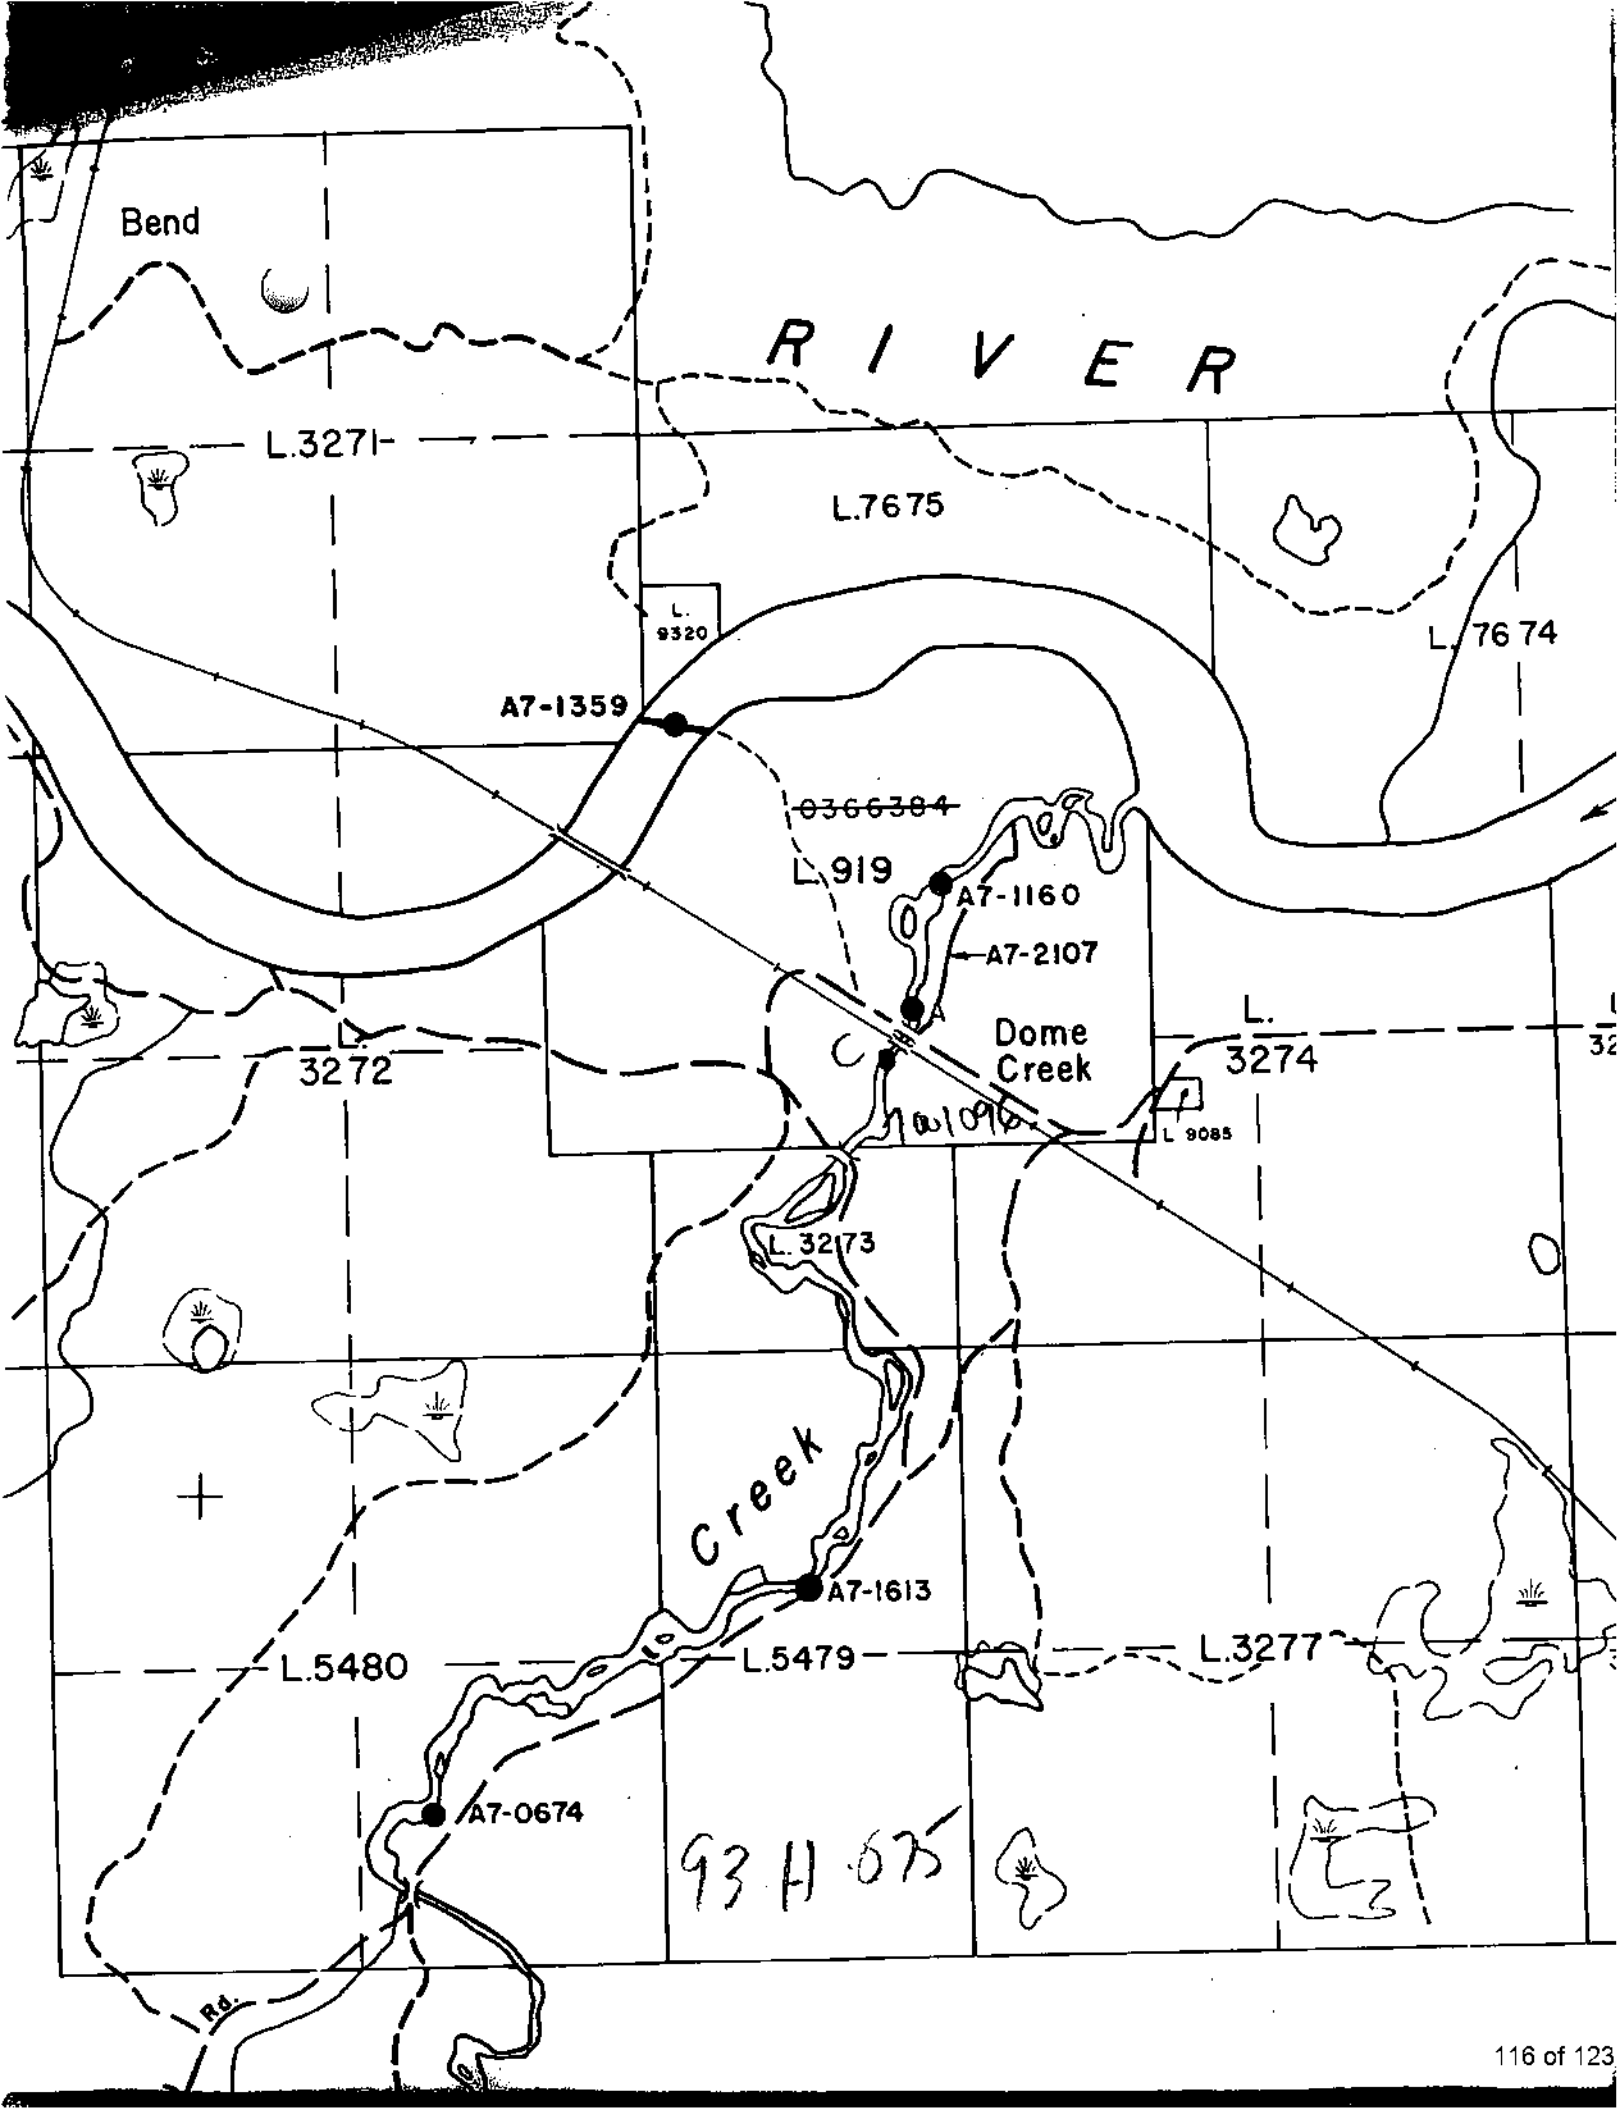 Bend
RIVER
L.3271
L.7675
L.
9320
L. 7674
A7-1359
0366384
L. 919
A7-1160
A7-2107
A
Dome
Creek
L.
3272
L.
3274
32
L 9085
L. 3273
Creek
A7-1613
L.5480
L.5479
L.3277
A7-0674
93 H 075
Rd.
116 of 123